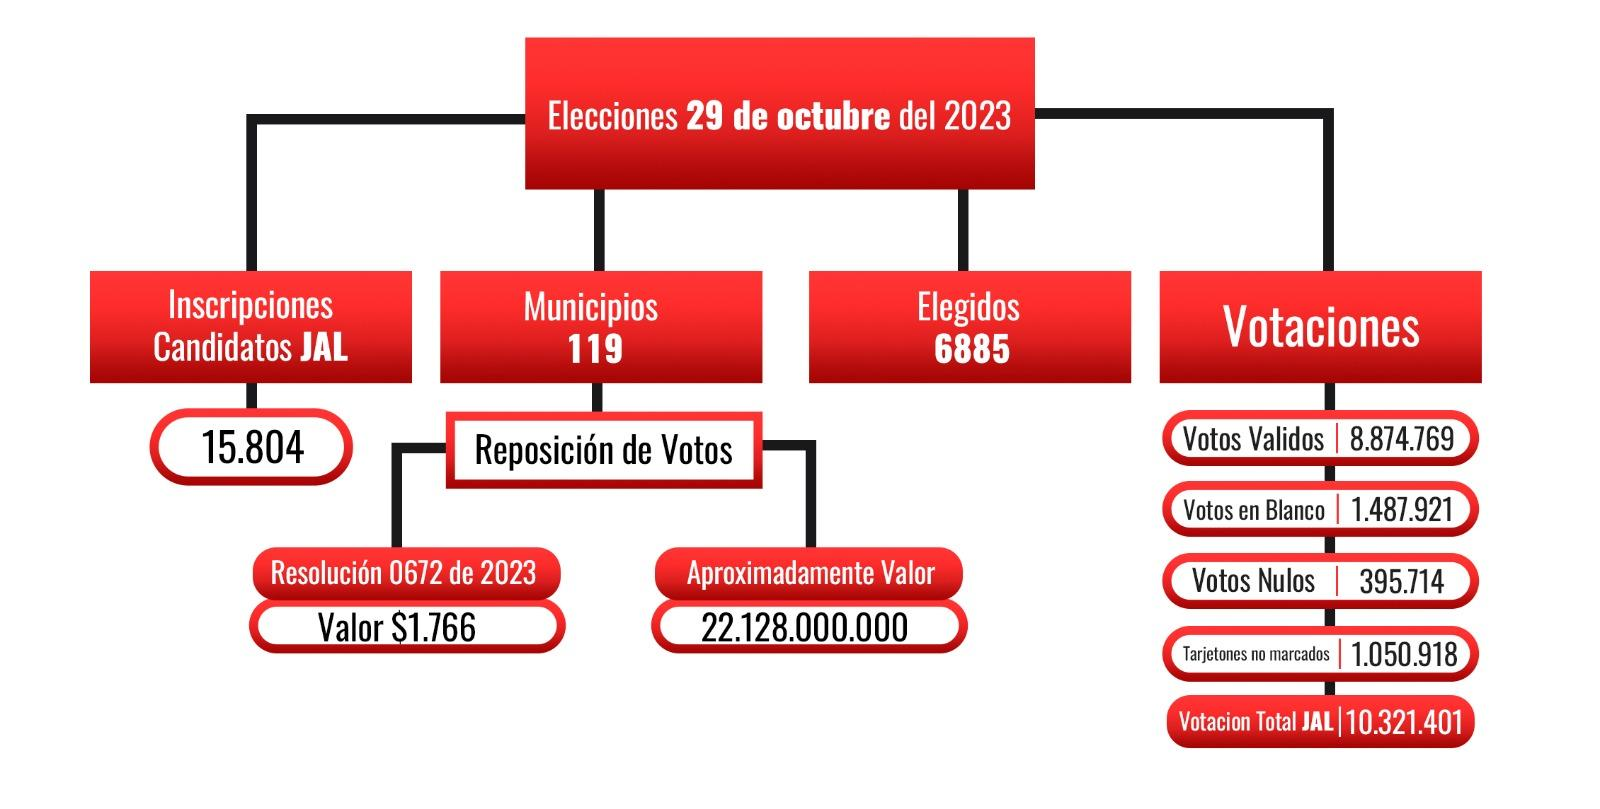 Elecciones 29 de octubre del 2023
Inscripciones
Candidatos JAL
15.804
Municipios
119
Reposición de Votos
Resolución 0672 de 2023
Valor $1.766
Aproximadamente Valor
22.128.000.000
Elegidos
6885
Votaciones
Votos Validos | 8.874.769
Votos en Blanco | 1.487.921
Votos Nulos | 395.714
Tarjetones no marcados | 1.050.918
Votacion Total JAL | 10.321.401